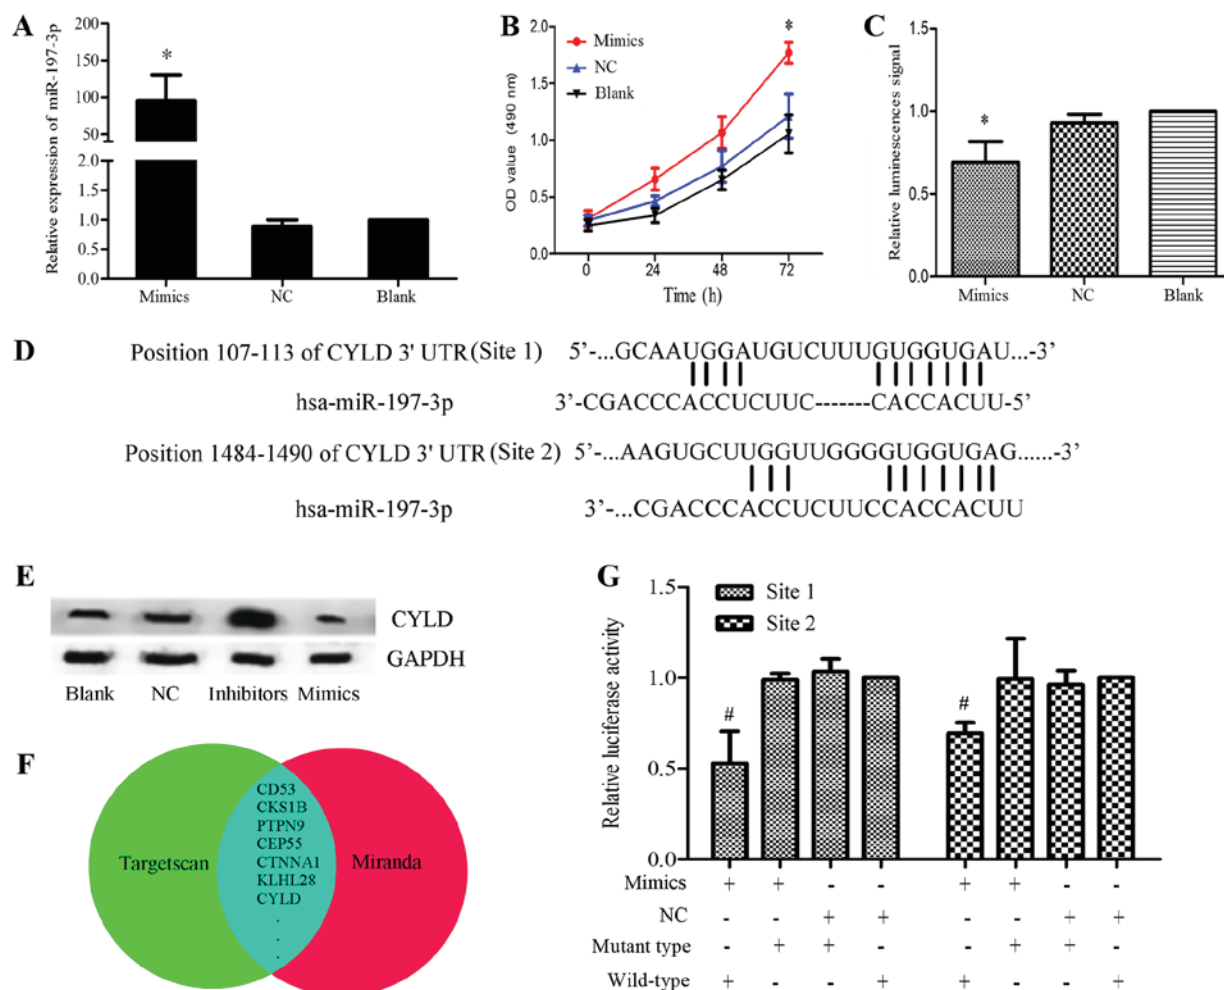 A
Relative expression of miR-197-3p
200
150
100
50
2.0
1.5
1.0
0.5
0.0
Mimics NC Blank
*
B
OD value (490 nm)
2.0
1.5
1.0
0.5
0.0
Mimics
NC
Blank
*
0 24 48 72
Time (h)
C
Relative luminescences signal
1.5
1.0
0.5
0.0
*
Mimics NC Blank
D
Position 107-113 of CYLD 3' UTR(Site 1) 5'-...GCAAUGGAUGUCUUUGUGGUGAU...-3'
hsa-miR-197-3p 3'-CGACCCACCUCUUC-------CACCACUU-5'
Position 1484-1490 of CYLD 3' UTR(Site 2) 5'-...AAGUGCUUGGUUGGGGUGGUGAG......-3'
hsa-miR-197-3p 3'-...CGACCCACCUCUUCCACCACUU
E
CYLD
GAPDH
Blank NC Inhibitors Mimics
F
Targetscan
CD53
CKS1B
PTPN9
CEP55
CTNNA1
KLHL28
CYLD
.
.
.
Miranda
G
Relative luciferase activity
1.5
1.0
0.5
0.0
Site 1
Site 2
# #
Mimics + + - - + + - -
NC - - + + - - + +
Mutant type - + + - - + + -
Wild-type + - - + + - - +